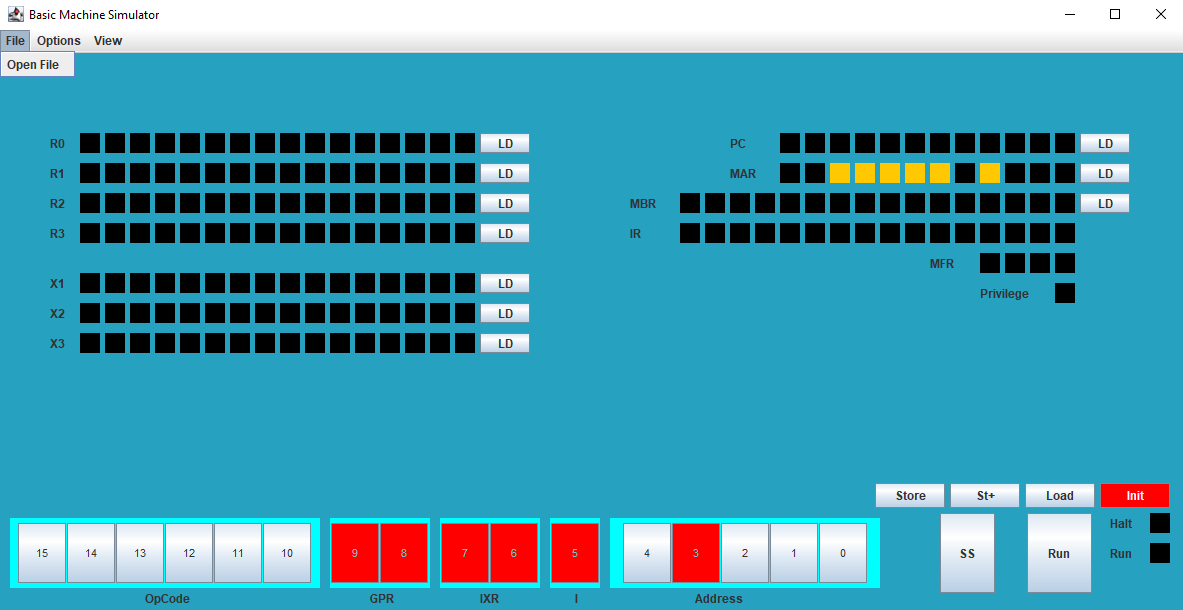 Basic Machine Simulator
File Options View
Open File
R0 LD PC LD
R1 LD MAR LD
R2 LD MBR LD
R3 LD IR
MFR
X1 LD Privilege
X2 LD
X3 LD
Store St+ Load Init
15 14 13 12 11 10 9 8 7 6 5 4 3 2 1 0 SS Run Halt
Run
OpCode GPR IXR I Address